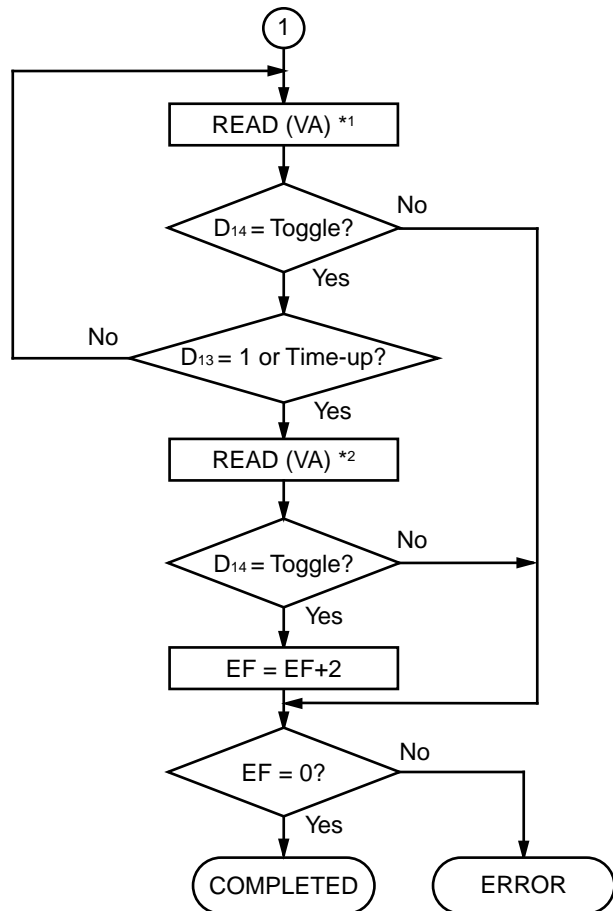 1
READ (VA) *1
No
D14 = Toggle?
Yes
No
D13 = 1 or Time-up?
Yes
READ (VA) *2
No
D14 = Toggle?
Yes
EF = EF+2
No
EF = 0?
Yes
COMPLETED
ERROR